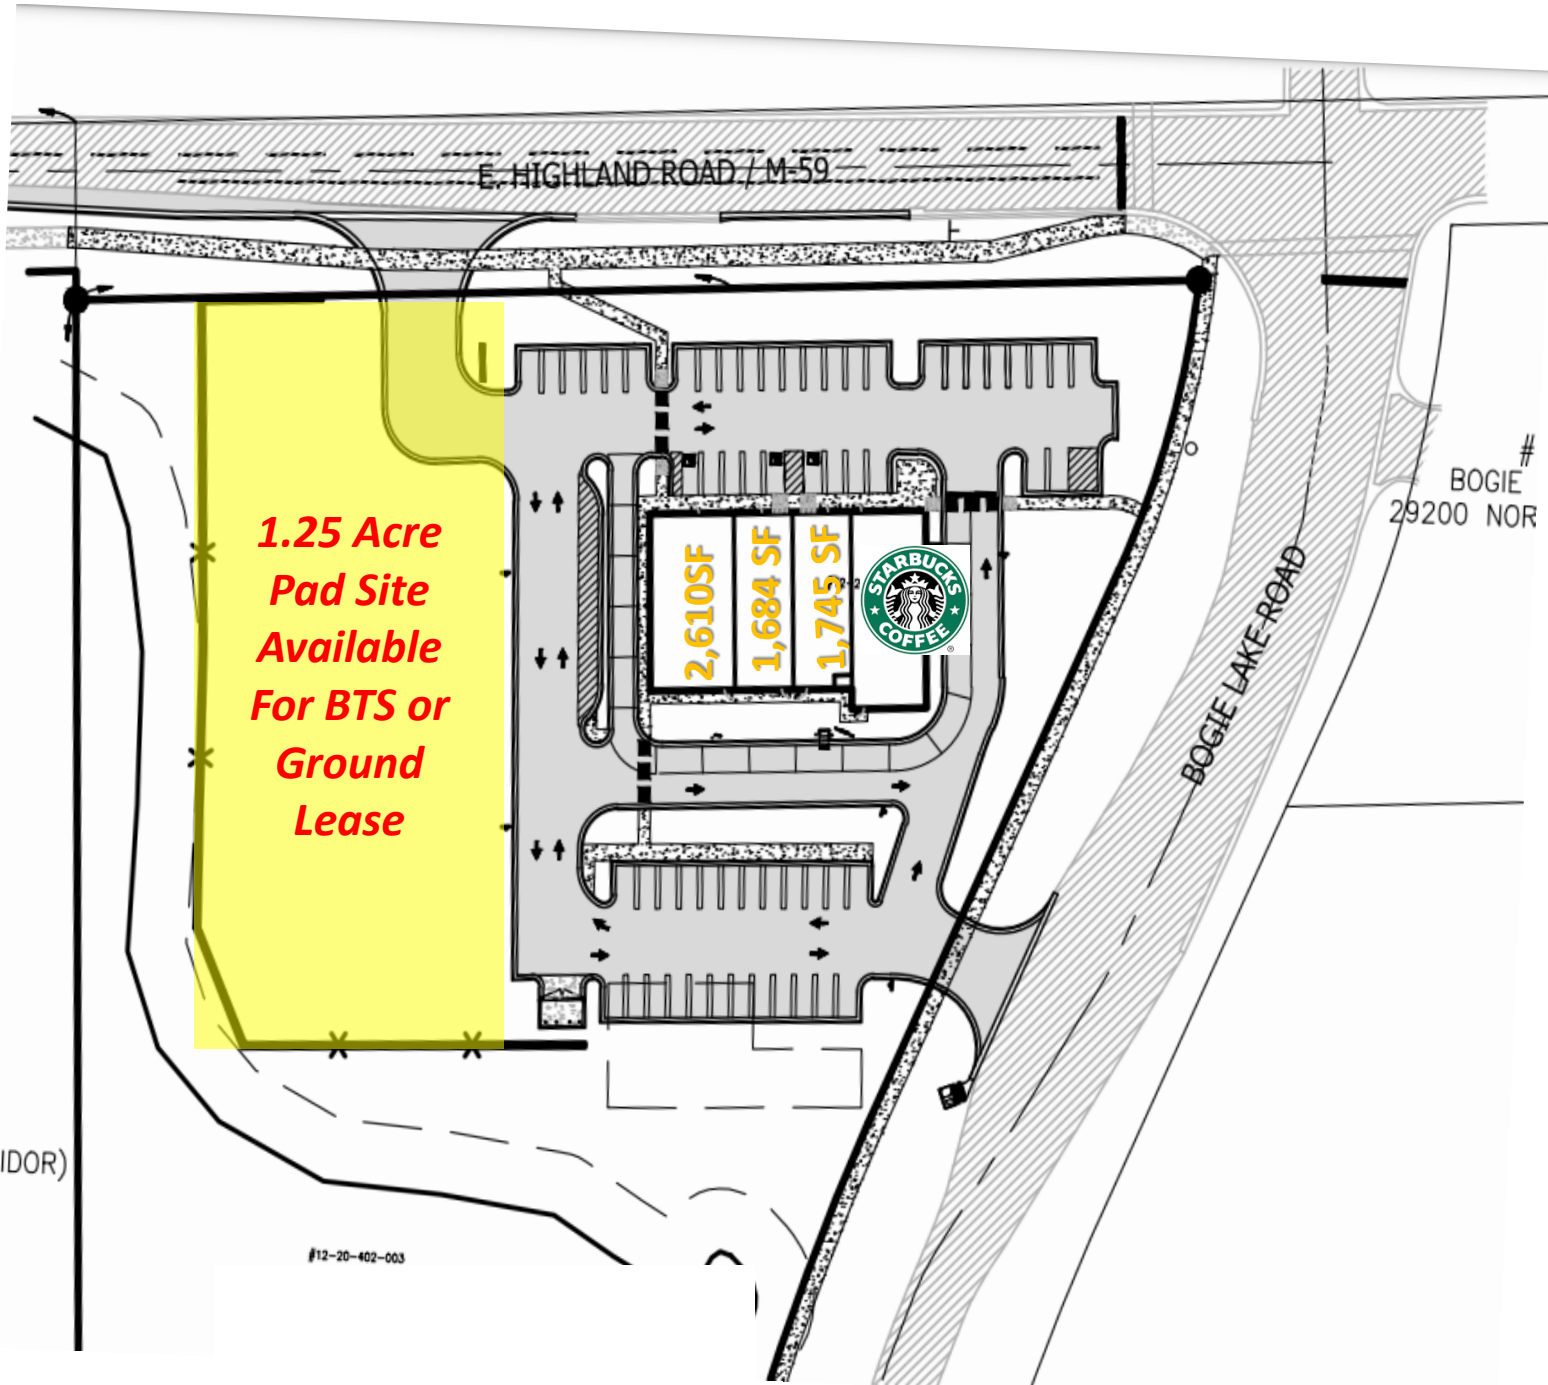 E. HIGHLAND ROAD / M-59
#
BOGIE
29200 NOR
1.25 Acre
Pad Site
Available
For BTS or
Ground
Lease
2,610SF
1,684 SF
1,745 SF
STARBUCKS
COFFEE
®
BOGIE LAKE ROAD
IDOR)
#12-20-402-003